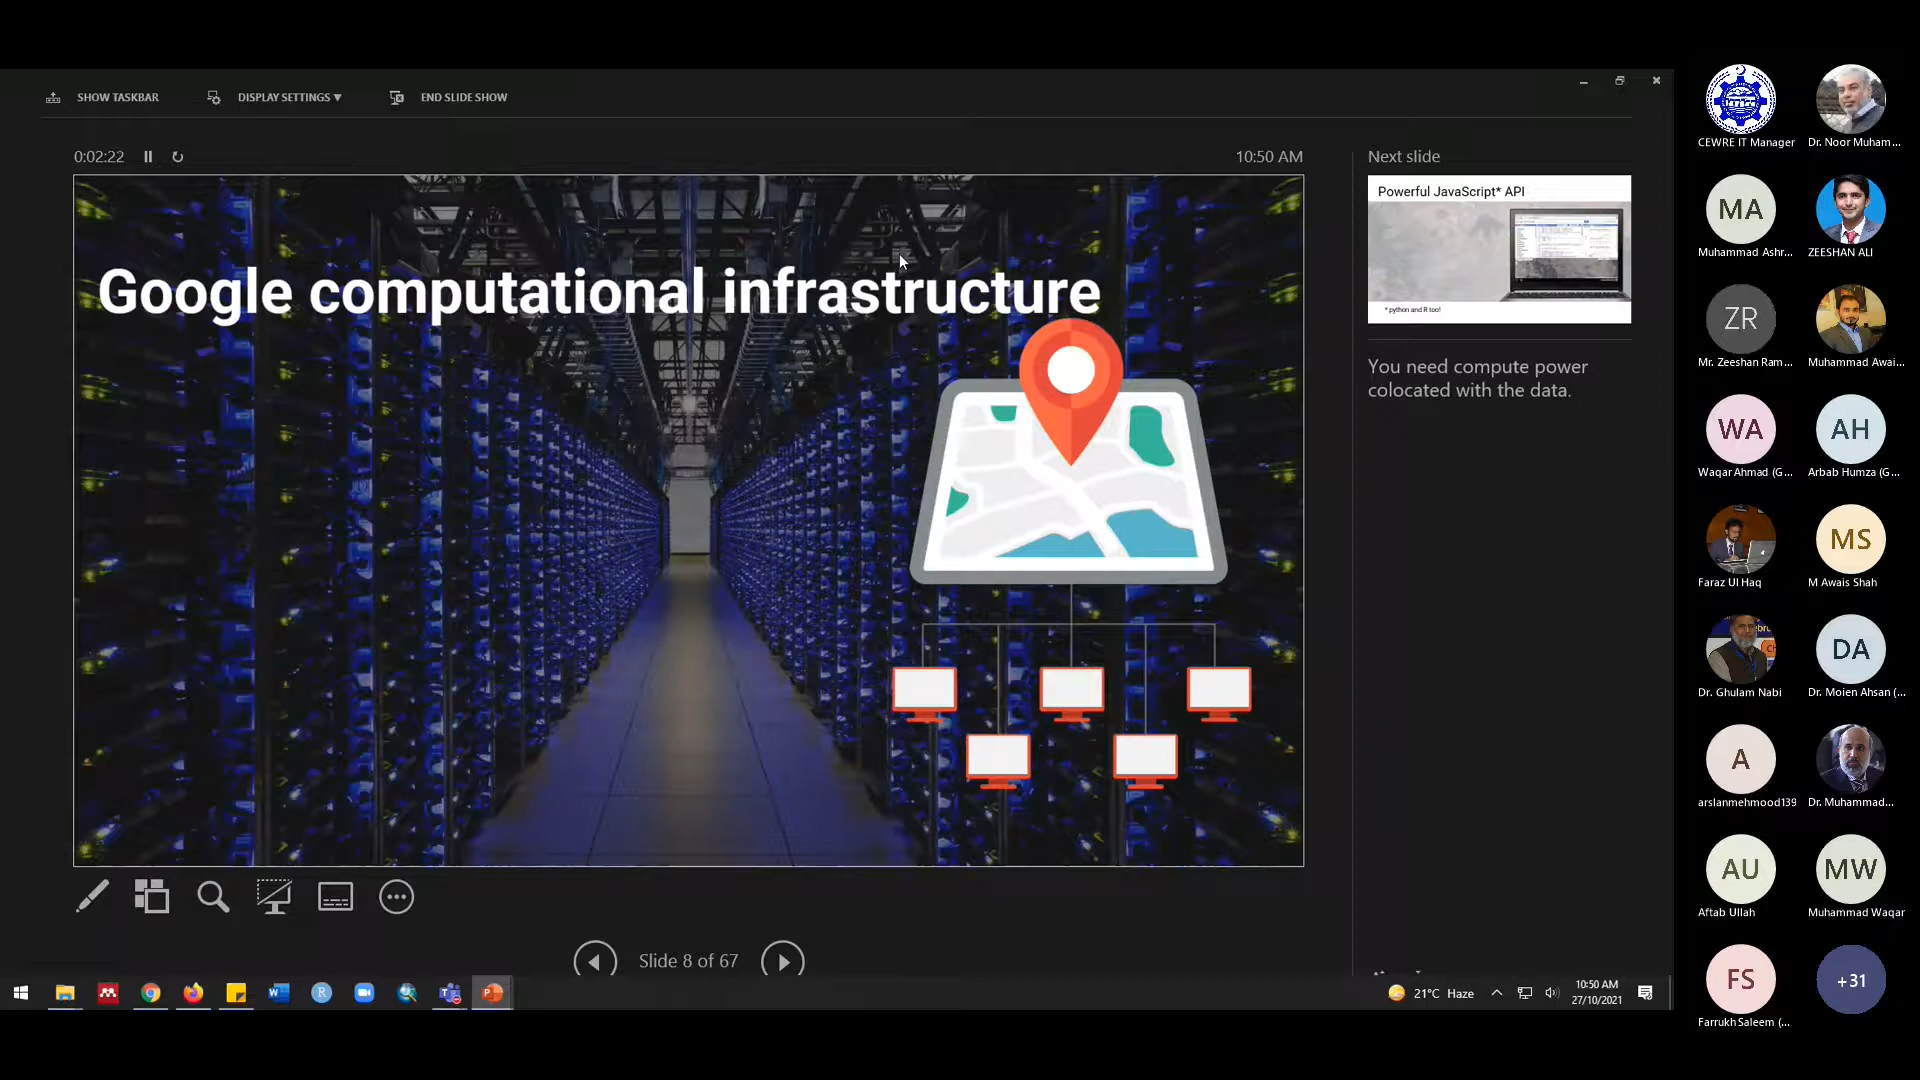 SHOW TASKBAR
DISPLAY SETTINGS ▼
END SLIDE SHOW
0:02:22
10:50 AM
Google computational infrastructure
Slide 8 of 67
Next slide
Powerful JavaScript* API
* python and R too!
You need compute power
colocated with the data.
21°C Haze
10:50 AM
27/10/2021
CEWRE IT Manager
Dr. Noor Muham...
MA
Muhammad Ashr...
ZEESHAN ALI
ZR
Mr. Zeeshan Ram...
Muhammad Awai...
WA
Waqar Ahmad (G...
AH
Arbab Humza (G...
Faraz Ul Haq
MS
M Awais Shah
Dr. Ghulam Nabi
DA
Dr. Moien Ahsan (...
A
arslanmehmood139
Dr. Muhammad...
AU
Aftab Ullah
MW
Muhammad Waqar
FS
Farrukh Saleem (...
+31